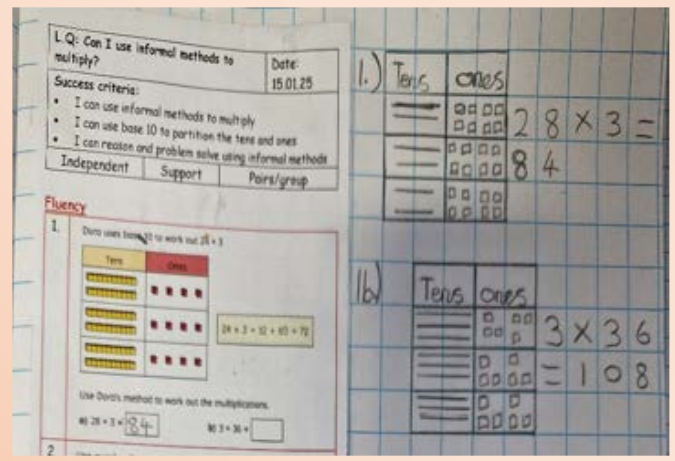 L.Q: Can I use informal methods to
multiply?
Date:
15.01.25
Success criteria:
• I can use informal methods to multiply
• I can use base 10 to partition the tens and ones
• I can reason and problem solve using informal methods
Independent Support Pairs/group
Fluency
1. Dora uses base 10 to work out 24 × 3
Tens Ones
24 × 3 = 12 + 60 = 72
Use Dora's method to work out the multiplications.
a) 28 × 3 = 84 b) 3 × 36 =
2
1.) Tens ones
28 × 3 =
84
1b) Tens ones
3 × 36
= 108